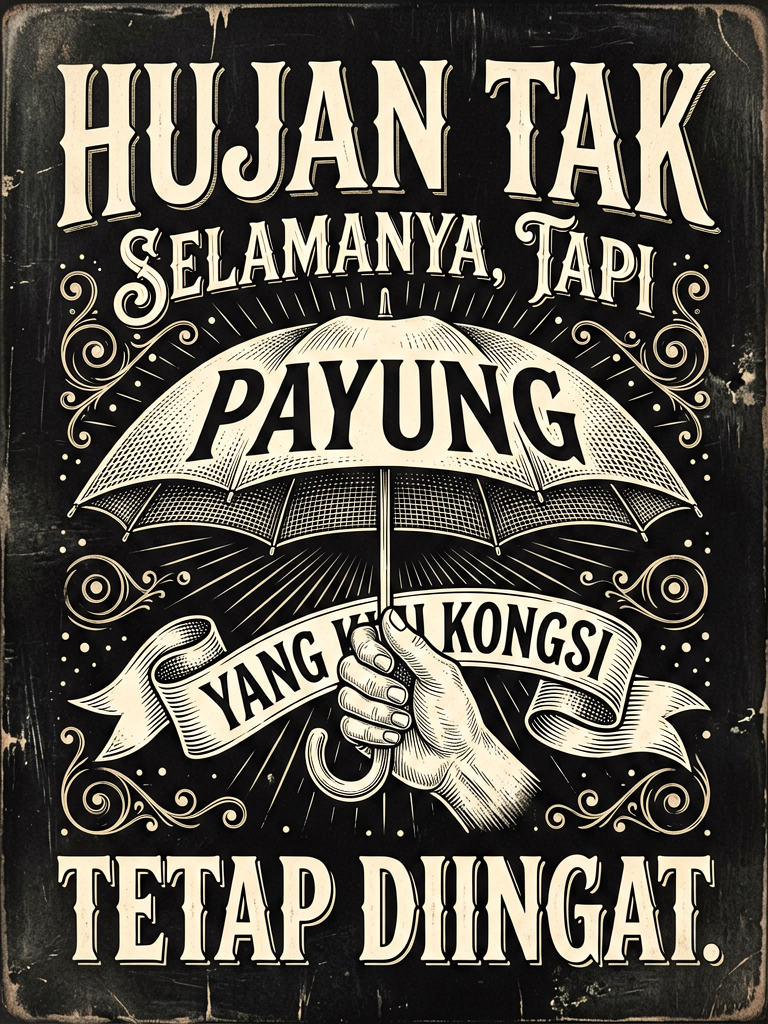 HUJAN TAK
SELAMANYA, TAPI
PAYUNG
YANG KONGSI
TETAP DIINGAT.